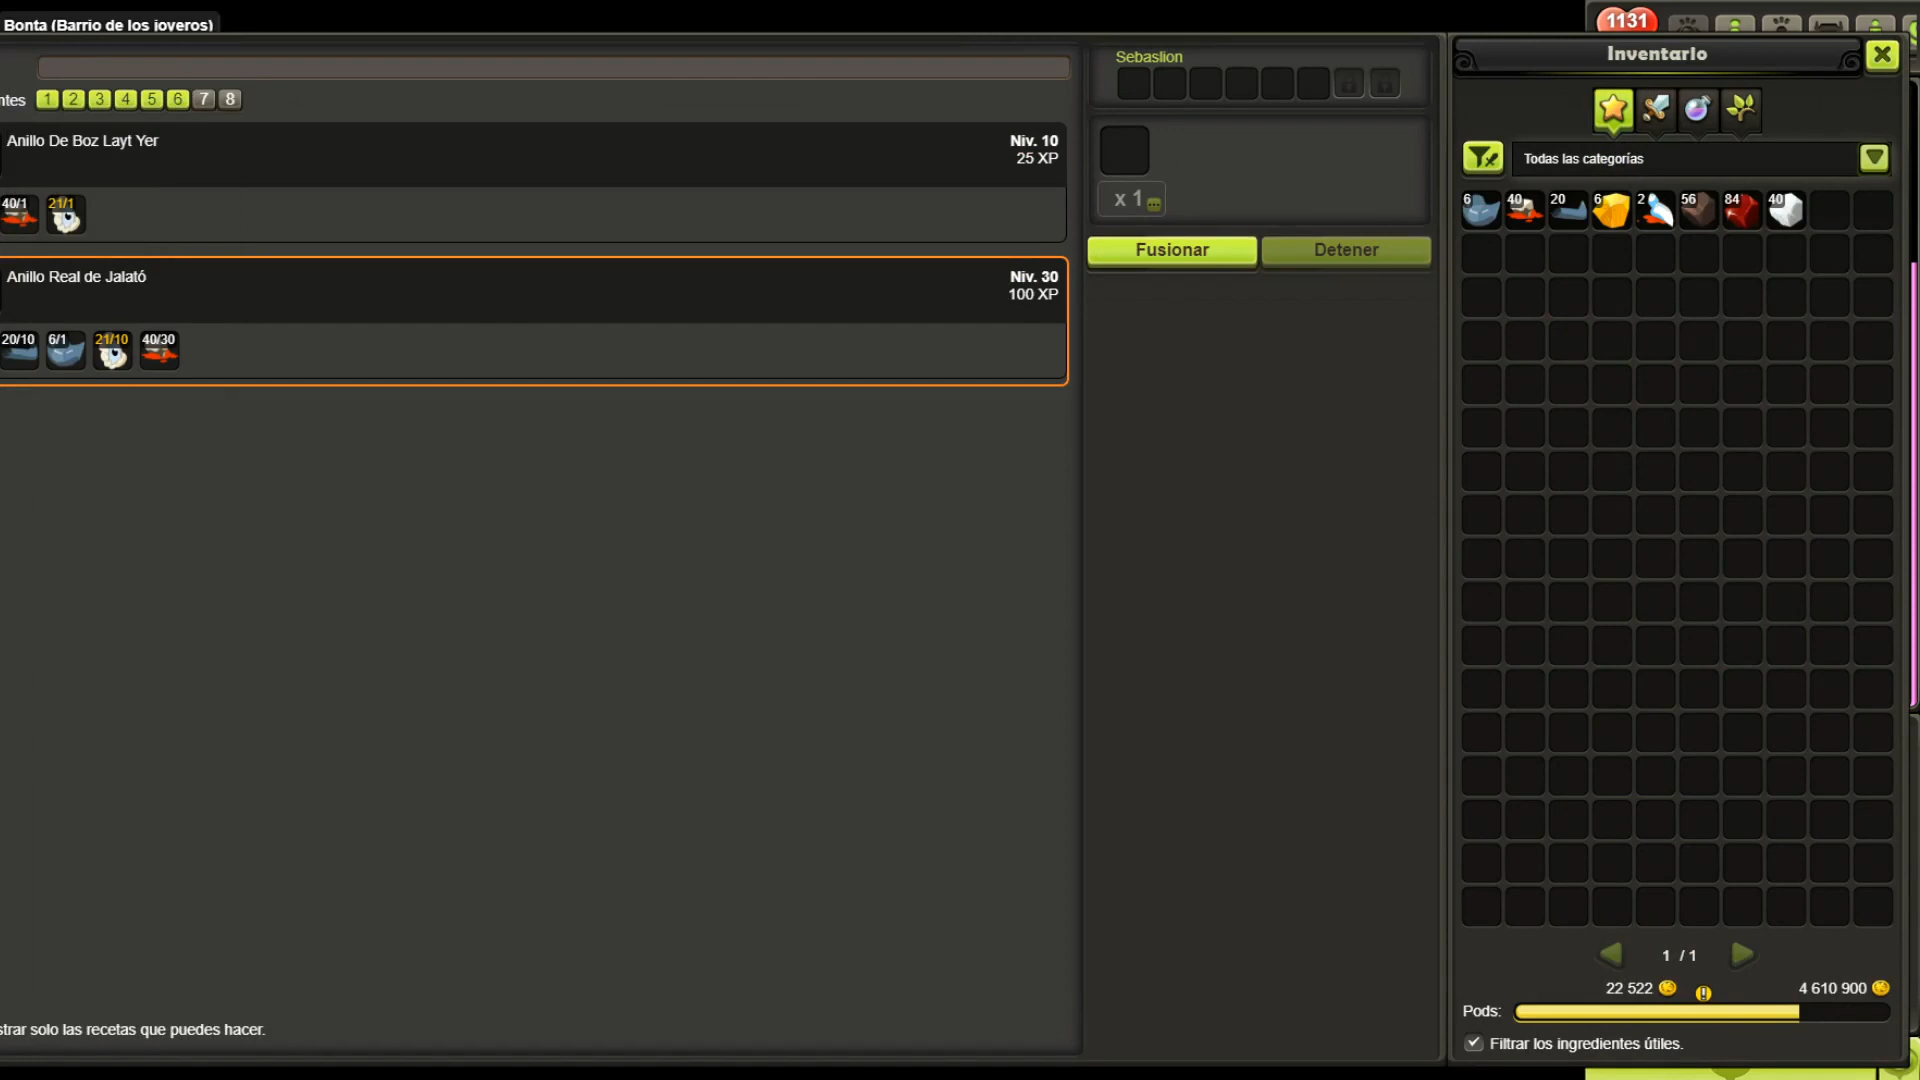 Bonta (Barrio de los joyeros)
1131
Inventario
Sebaslion
ntes 1 2 3 4 5 6 7 8
Anillo De Boz Layt Yer
Niv. 10
25 XP
Todas las categorías
x 1
40/1 21/1
6 40 20 6 2 56 84 40
Fusionar Detener
Anillo Real de Jalató
Niv. 30
100 XP
20/10 6/1 21/10 40/30
1 / 1
22 522
4 610 900
Pods:
strar solo las recetas que puedes hacer.
Filtrar los ingredientes útiles.